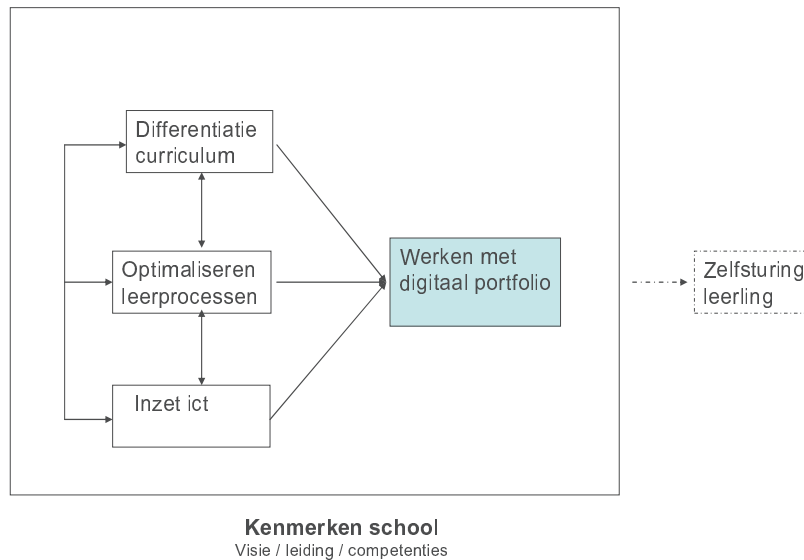 Differentiatie
curriculum
Optimaliseren
leerprocessen
Inzet ict
Werken met
digitaal portfolio
Zelfsturing
leerling
Kenmerken school
Visie / leiding / competenties